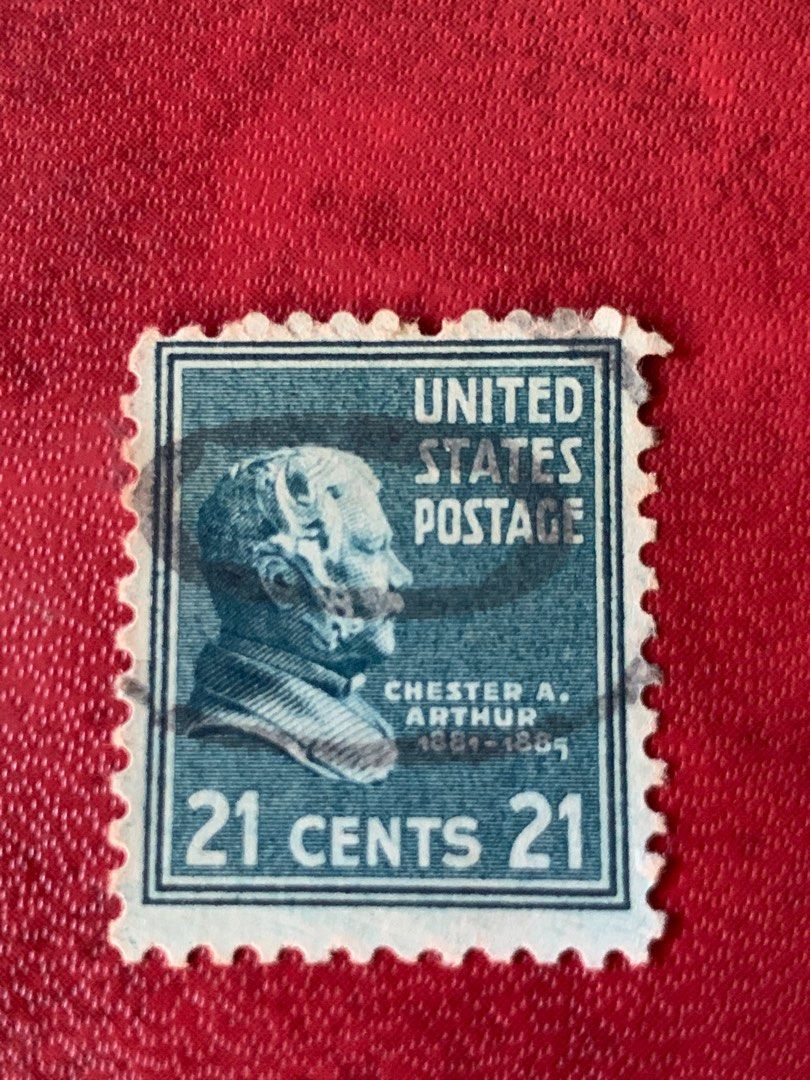 UNITED
STATES
POSTAGE
CHESTER A.
ARTHUR
1881-1885
21 CENTS 21